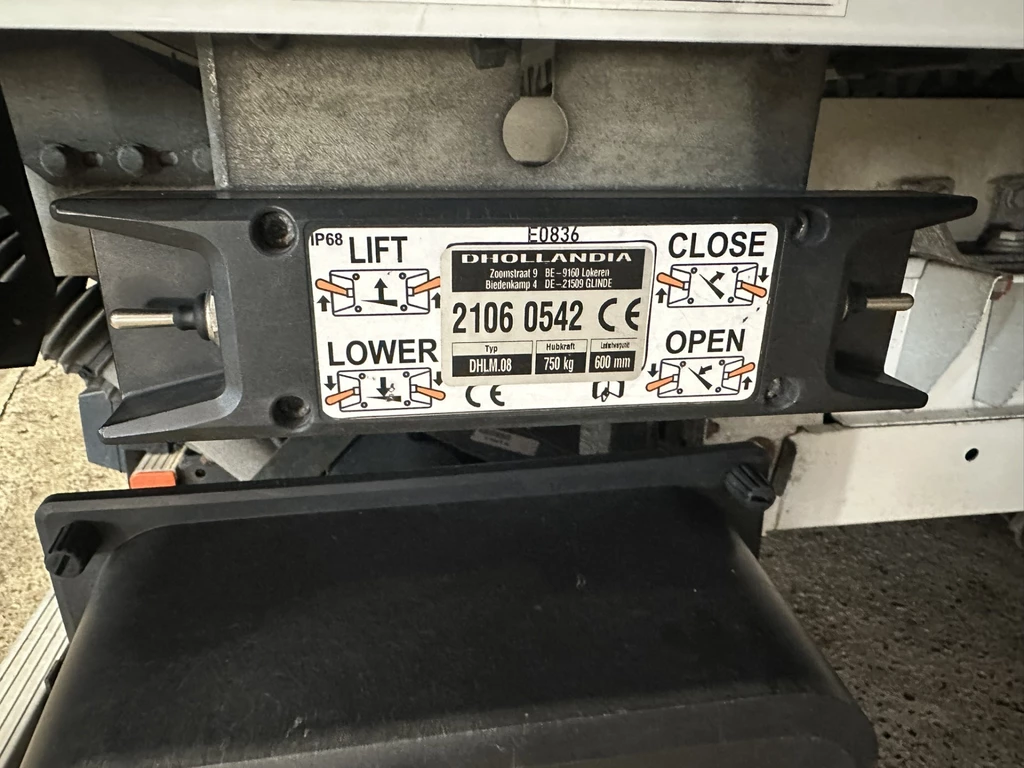 IP68
E0836
LIFT
CLOSE
DHOLLANDIA
Zoomstraat 9 BE-9160 Lokeren
Biedenkamp 4 DE-21509 GLINDE
2106 0542 CE
LOWER
OPEN
Typ Hubkraft Lastschwerpunkt
DHLM.08 750 kg 600 mm
CE